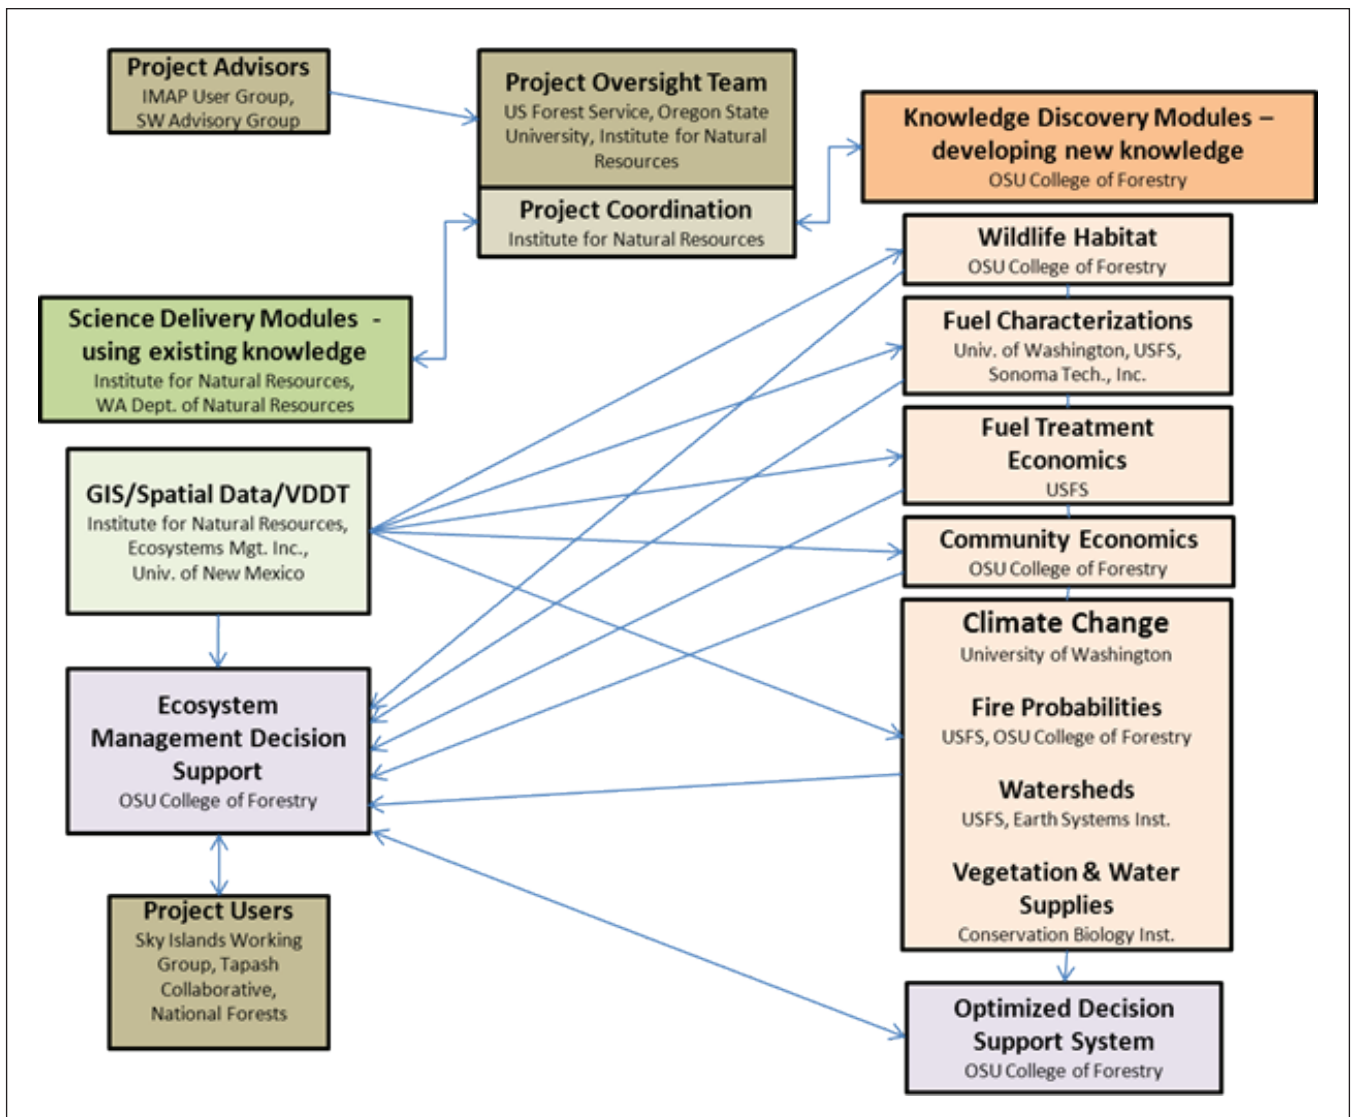 Project Advisors
IMAP User Group,
SW Advisory Group
Project Oversight Team
US Forest Service, Oregon State
University, Institute for Natural
Resources
Project Coordination
Institute for Natural Resources
Knowledge Discovery Modules –
developing new knowledge
OSU College of Forestry
Science Delivery Modules -
using existing knowledge
Institute for Natural Resources,
WA Dept. of Natural Resources
GIS/Spatial Data/VDDT
Institute for Natural Resources,
Ecosystems Mgt. Inc.,
Univ. of New Mexico
Ecosystem
Management Decision
Support
OSU College of Forestry
Project Users
Sky Islands Working
Group, Tapash
Collaborative,
National Forests
Wildlife Habitat
OSU College of Forestry
Fuel Characterizations
Univ. of Washington, USFS,
Sonoma Tech., Inc.
Fuel Treatment
Economics
USFS
Community Economics
OSU College of Forestry
Climate Change
University of Washington
Fire Probabilities
USFS, OSU College of Forestry
Watersheds
USFS, Earth Systems Inst.
Vegetation & Water
Supplies
Conservation Biology Inst.
Optimized Decision
Support System
OSU College of Forestry